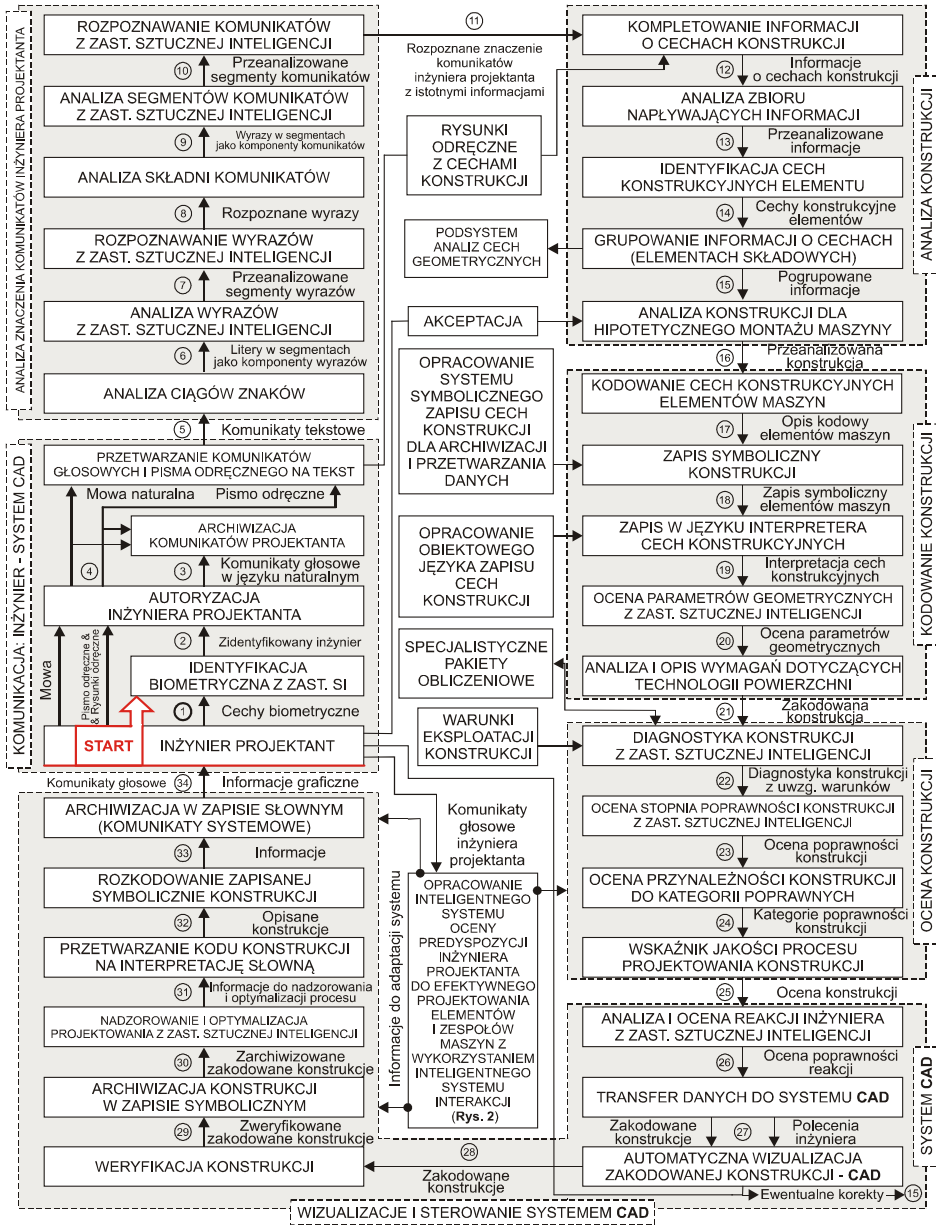 ANALIZA ZNACZENIA KOMUNIKATÓW INŻYNIERA PROJEKTANTA
ROZPOZNAWANIE KOMUNIKATÓW
Z ZAST. SZTUCZNEJ INTELIGENCJI
10
Przeanalizowane
segmenty komunikatów
ANALIZA SEGMENTÓW KOMUNIKATÓW
Z ZAST. SZTUCZNEJ INTELIGENCJI
9
Wyrazy w segmentach
jako komponenty komunikatów
ANALIZA SKŁADNI KOMUNIKATÓW
8
Rozpoznane wyrazy
ROZPOZNAWANIE WYRAZÓW
Z ZAST. SZTUCZNEJ INTELIGENCJI
7
Przeanalizowane
segmenty wyrazów
ANALIZA WYRAZÓW
Z ZAST. SZTUCZNEJ INTELIGENCJI
6
Litery w segmentach
jako komponenty wyrazów
ANALIZA CIĄGÓW ZNAKÓW
5
Komunikaty tekstowe
KOMUNIKACJA: INŻYNIER - SYSTEM CAD
PRZETWARZANIE KOMUNIKATÓW
GŁOSOWYCH I PISMA ODRĘCZNEGO NA TEKST
Mowa naturalna
Pismo odręczne
ARCHIWIZACJA
KOMUNIKATÓW PROJEKTANTA
4
3
Komunikaty głosowe
w języku naturalnym
AUTORYZACJA
INŻYNIERA PROJEKTANTA
2
Zidentyfikowany inżynier
Mowa
Pismo odręczne &
& Rysunki odręczne
IDENTYFIKACJA
BIOMETRYCZNA Z ZAST. SI
1
Cechy biometryczne
START
INŻYNIER PROJEKTANT
Komunikaty głosowe
34
Informacje graficzne
ARCHIWIZACJA W ZAPISIE SŁOWNYM
(KOMUNIKATY SYSTEMOWE)
33
Informacje
ROZKODOWANIE ZAPISANEJ
SYMBOLICZNIE KONSTRUKCJI
32
Opisane
konstrukcje
PRZETWARZANIE KODU KONSTRUKCJI
NA INTERPRETACJĘ SŁOWNĄ
31
Informacje do nadzorowania
i optymalizacji procesu
NADZOROWANIE I OPTYMALIZACJA
PROJEKTOWANIA Z ZAST. SZTUCZNEJ INTELIGENCJI
30
Zarchiwizowane
zakodowane konstrukcje
ARCHIWIZACJA KONSTRUKCJI
W ZAPISIE SYMBOLICZNYM
29
Zweryfikowane
zakodowane konstrukcje
WERYFIKACJA KONSTRUKCJI
28
Zakodowane
konstrukcje
WIZUALIZACJE I STEROWANIE SYSTEMEM CAD
11
Rozpoznane znaczenie
komunikatów
inżyniera projektanta
z istotnymi informacjami
RYSUNKI
ODRĘCZNE
Z CECHAMI
KONSTRUKCJI
PODSYSTEM
ANALIZ CECH
GEOMETRYCZNYCH
AKCEPTACJA
OPRACOWANIE
SYSTEMU
SYMBOLICZNEGO
ZAPISU CECH
KONSTRUKCJI
DLA ARCHIWIZACJI
I PRZETWARZANIA
DANYCH
OPRACOWANIE
OBIEKTOWEGO
JĘZYKA ZAPISU
CECH
KONSTRUKCJI
SPECJALISTYCZNE
PAKIETY
OBLICZENIOWE
WARUNKI
EKSPLOATACJI
KONSTRUKCJI
Komunikaty
głosowe
inżyniera
projektanta
Informacje do adaptacji systemu
OPRACOWANIE
INTELIGENTNEGO
SYSTEMU
OCENY
PREDYSPOZYCJI
INŻYNIERA
PROJEKTANTA
DO EFEKTYWNEGO
PROJEKTOWANIA
ELEMENTÓW
I ZESPOŁÓW
MASZYN Z
WYKORZYSTANIEM
INTELIGENTNEGO
SYSTEMU
INTERAKCJI
(Rys. 2)
ANALIZA KONSTRUKCJI
KOMPLETOWANIE INFORMACJI
O CECHACH KONSTRUKCJI
12
Informacje
o cechach konstrukcji
ANALIZA ZBIORU
NAPŁYWAJĄCYCH INFORMACJI
13
Przeanalizowane
informacje
IDENTYFIKACJA CECH
KONSTRUKCYJNYCH ELEMENTU
14
Cechy konstrukcyjne
elementów
GRUPOWANIE INFORMACJI O CECHACH
(ELEMENTACH SKŁADOWYCH)
15
Pogrupowane
informacje
ANALIZA KONSTRUKCJI DLA
HIPOTETYCZNEGO MONTAŻU MASZYNY
16
Przeanalizowana
konstrukcja
KODOWANIE KONSTRUKCJI
KODOWANIE CECH KONSTRUKCYJNYCH
ELEMENTÓW MASZYN
17
Opis kodowy
elementów maszyn
ZAPIS SYMBOLICZNY
KONSTRUKCJI
18
Zapis symboliczny
elementów maszyn
ZAPIS W JĘZYKU INTERPRETERA
CECH KONSTRUKCYJNYCH
19
Interpretacja cech
konstrukcyjnych
OCENA PARAMETRÓW GEOMETRYCZNYCH
Z ZAST. SZTUCZNEJ INTELIGENCJI
20
Ocena parametrów
geometrycznych
ANALIZA I OPIS WYMAGAŃ DOTYCZĄCYCH
TECHNOLOGII POWIERZCHNI
21
Zakodowana
konstrukcja
OCENA KONSTRUKCJI
DIAGNOSTYKA KONSTRUKCJI
Z ZAST. SZTUCZNEJ INTELIGENCJI
22
Diagnostyka konstrukcji
z uwzg. warunków
OCENA STOPNIA POPRAWNOŚCI KONSTRUKCJI
Z ZAST. SZTUCZNEJ INTELIGENCJI
23
Ocena poprawności
konstrukcji
OCENA PRZYNALEŻNOŚCI KONSTRUKCJI
DO KATEGORII POPRAWNYCH
24
Kategorie poprawności
konstrukcji
WSKAŹNIK JAKOŚCI PROCESU
PROJEKTOWANIA KONSTRUKCJI
25
Ocena konstrukcji
SYSTEM CAD
ANALIZA I OCENA REAKCJI INŻYNIERA
Z ZAST. SZTUCZNEJ INTELIGENCJI
26
Ocena poprawności
reakcji
TRANSFER DANYCH DO SYSTEMU CAD
Zakodowane
konstrukcje
27
Polecenia
inżyniera
AUTOMATYCZNA WIZUALIZACJA
ZAKODOWANEJ KONSTRUKCJI - CAD
Ewentualne korekty
15